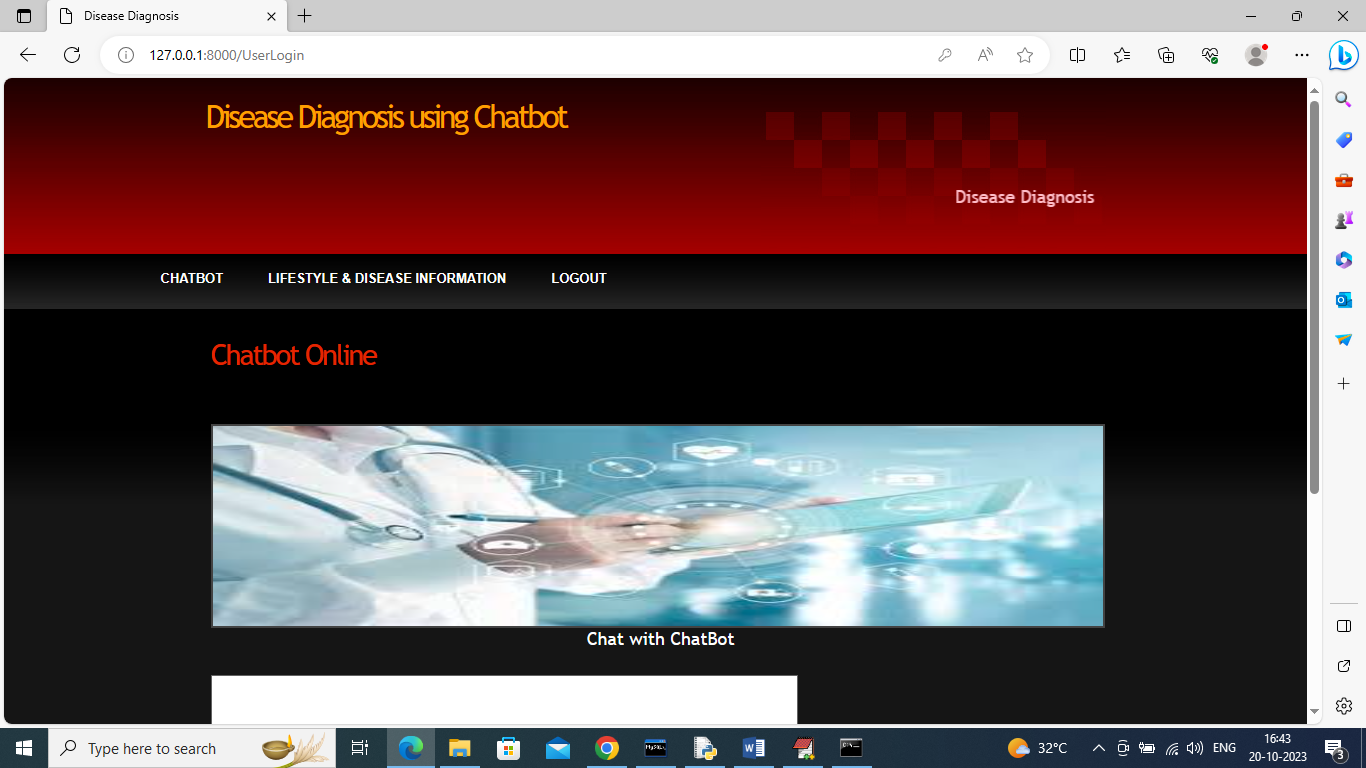 Disease Diagnosis
127.0.0.1:8000/UserLogin
Disease Diagnosis using Chatbot
Disease Diagnosis
CHATBOT LIFESTYLE & DISEASE INFORMATION LOGOUT
Chatbot Online
Chat with ChatBot
Type here to search
32°C
ENG
16:43
20-10-2023
3